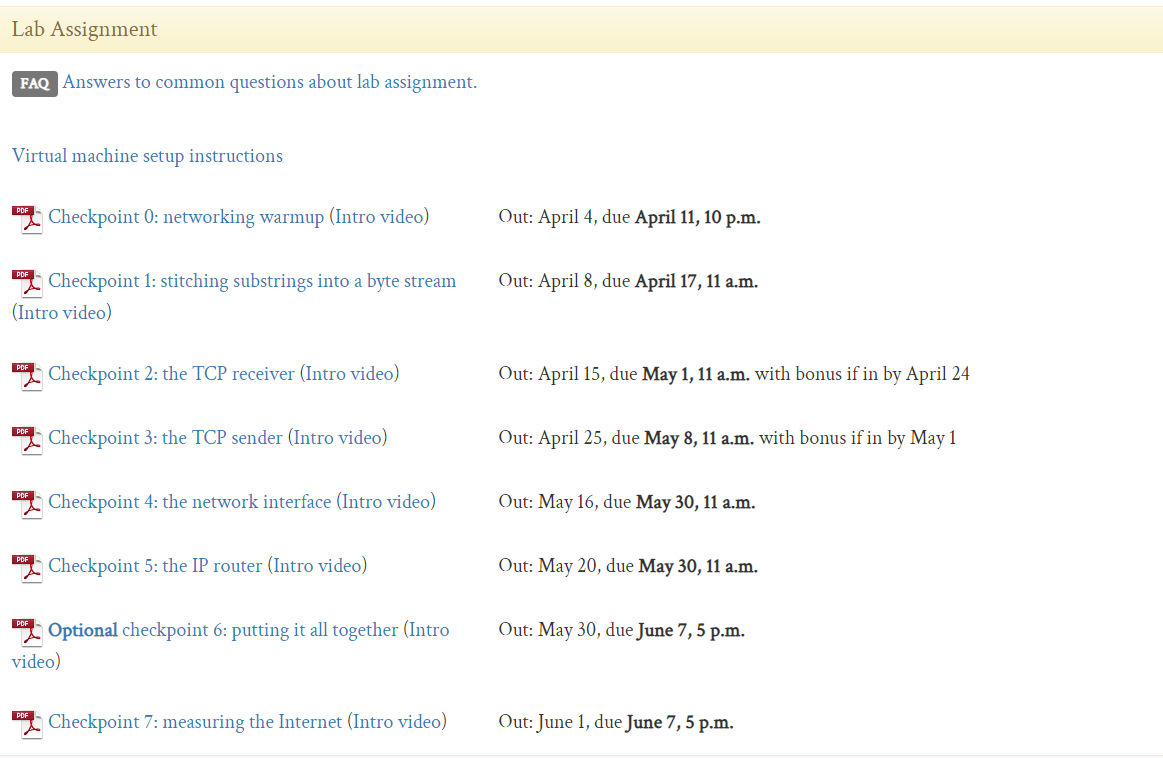 Lab Assignment
FAQ Answers to common questions about lab assignment.
Virtual machine setup instructions
PDF Checkpoint 0: networking warmup (Intro video) Out: April 4, due April 11, 10 p.m.
PDF Checkpoint 1: stitching substrings into a byte stream Out: April 8, due April 17, 11 a.m.
(Intro video)
PDF Checkpoint 2: the TCP receiver (Intro video) Out: April 15, due May 1, 11 a.m. with bonus if in by April 24
PDF Checkpoint 3: the TCP sender (Intro video) Out: April 25, due May 8, 11 a.m. with bonus if in by May 1
PDF Checkpoint 4: the network interface (Intro video) Out: May 16, due May 30, 11 a.m.
PDF Checkpoint 5: the IP router (Intro video) Out: May 20, due May 30, 11 a.m.
PDF Optional checkpoint 6: putting it all together (Intro Out: May 30, due June 7, 5 p.m.
video)
PDF Checkpoint 7: measuring the Internet (Intro video) Out: June 1, due June 7, 5 p.m.